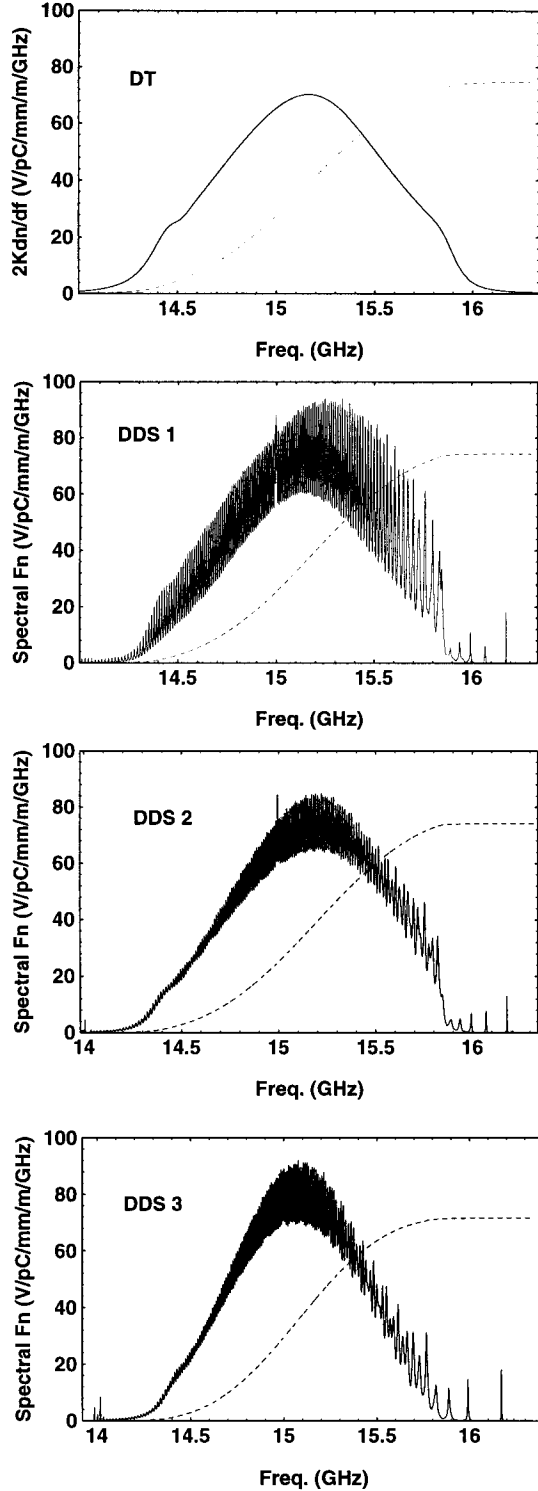 100
80
60
40
20
0
2Kdn/df (V/pC/mm/m/GHz)
DT
14.5 15 15.5 16
Freq. (GHz)
100
80
60
40
20
0
Spectral Fn (V/pC/mm/m/GHz)
DDS 1
14.5 15 15.5 16
Freq. (GHz)
100
80
60
40
20
0
Spectral Fn (V/pC/mm/m/GHz)
DDS 2
14 14.5 15 15.5 16
Freq. (GHz)
100
80
60
40
20
0
Spectral Fn (V/pC/mm/m/GHz)
DDS 3
14 14.5 15 15.5 16
Freq. (GHz)